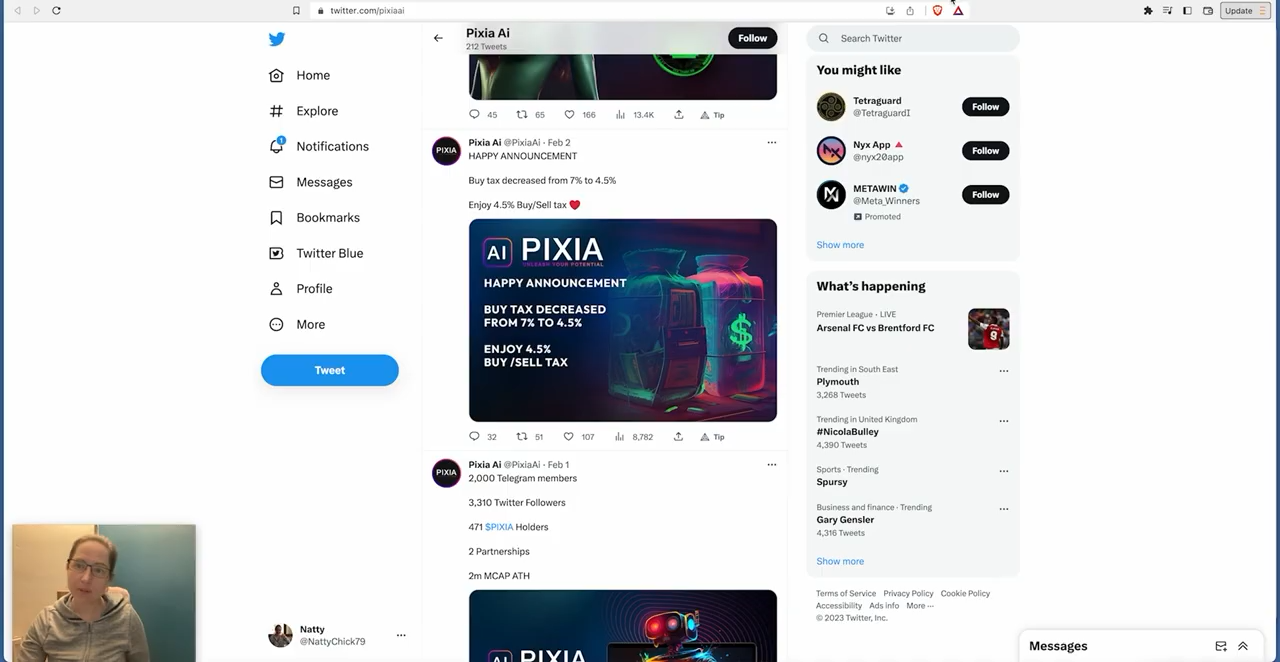 twitter.com/pixiaai
Update
Home
Explore
1
Notifications
Messages
Bookmarks
Twitter Blue
Profile
More
Tweet
Natty
@NattyChick79
Pixia Ai
212 Tweets
Follow
45 65 166 13.4K Tip
PIXIA
Pixia Ai @PixiaAi · Feb 2
HAPPY ANNOUNCEMENT
Buy tax decreased from 7% to 4.5%
Enjoy 4.5% Buy/Sell tax ❤️
AI PIXIA
UNLEASH YOUR POTENTIAL
HAPPY ANNOUNCEMENT
BUY TAX DECREASED
FROM 7% TO 4.5%
ENJOY 4.5%
BUY /SELL TAX
$
32 51 107 8,782 Tip
PIXIA
Pixia Ai @PixiaAi · Feb 1
2,000 Telegram members
3,310 Twitter Followers
471 $PIXIA Holders
2 Partnerships
2m MCAP ATH
AI PIXIA
Search Twitter
You might like
Tetraguard
@TetraguardI
Follow
Nyx App
@nyx20app
Follow
METAWIN
@Meta_Winners
Promoted
Follow
Show more
What's happening
Premier League · LIVE
Arsenal FC vs Brentford FC
Trending in South East
Plymouth
3,268 Tweets
Trending in United Kingdom
#NicolaBulley
4,390 Tweets
Sports · Trending
Spursy
Business and finance · Trending
Gary Gensler
4,316 Tweets
Show more
Terms of Service Privacy Policy Cookie Policy
Accessibility Ads info More ···
© 2023 Twitter, Inc.
Messages